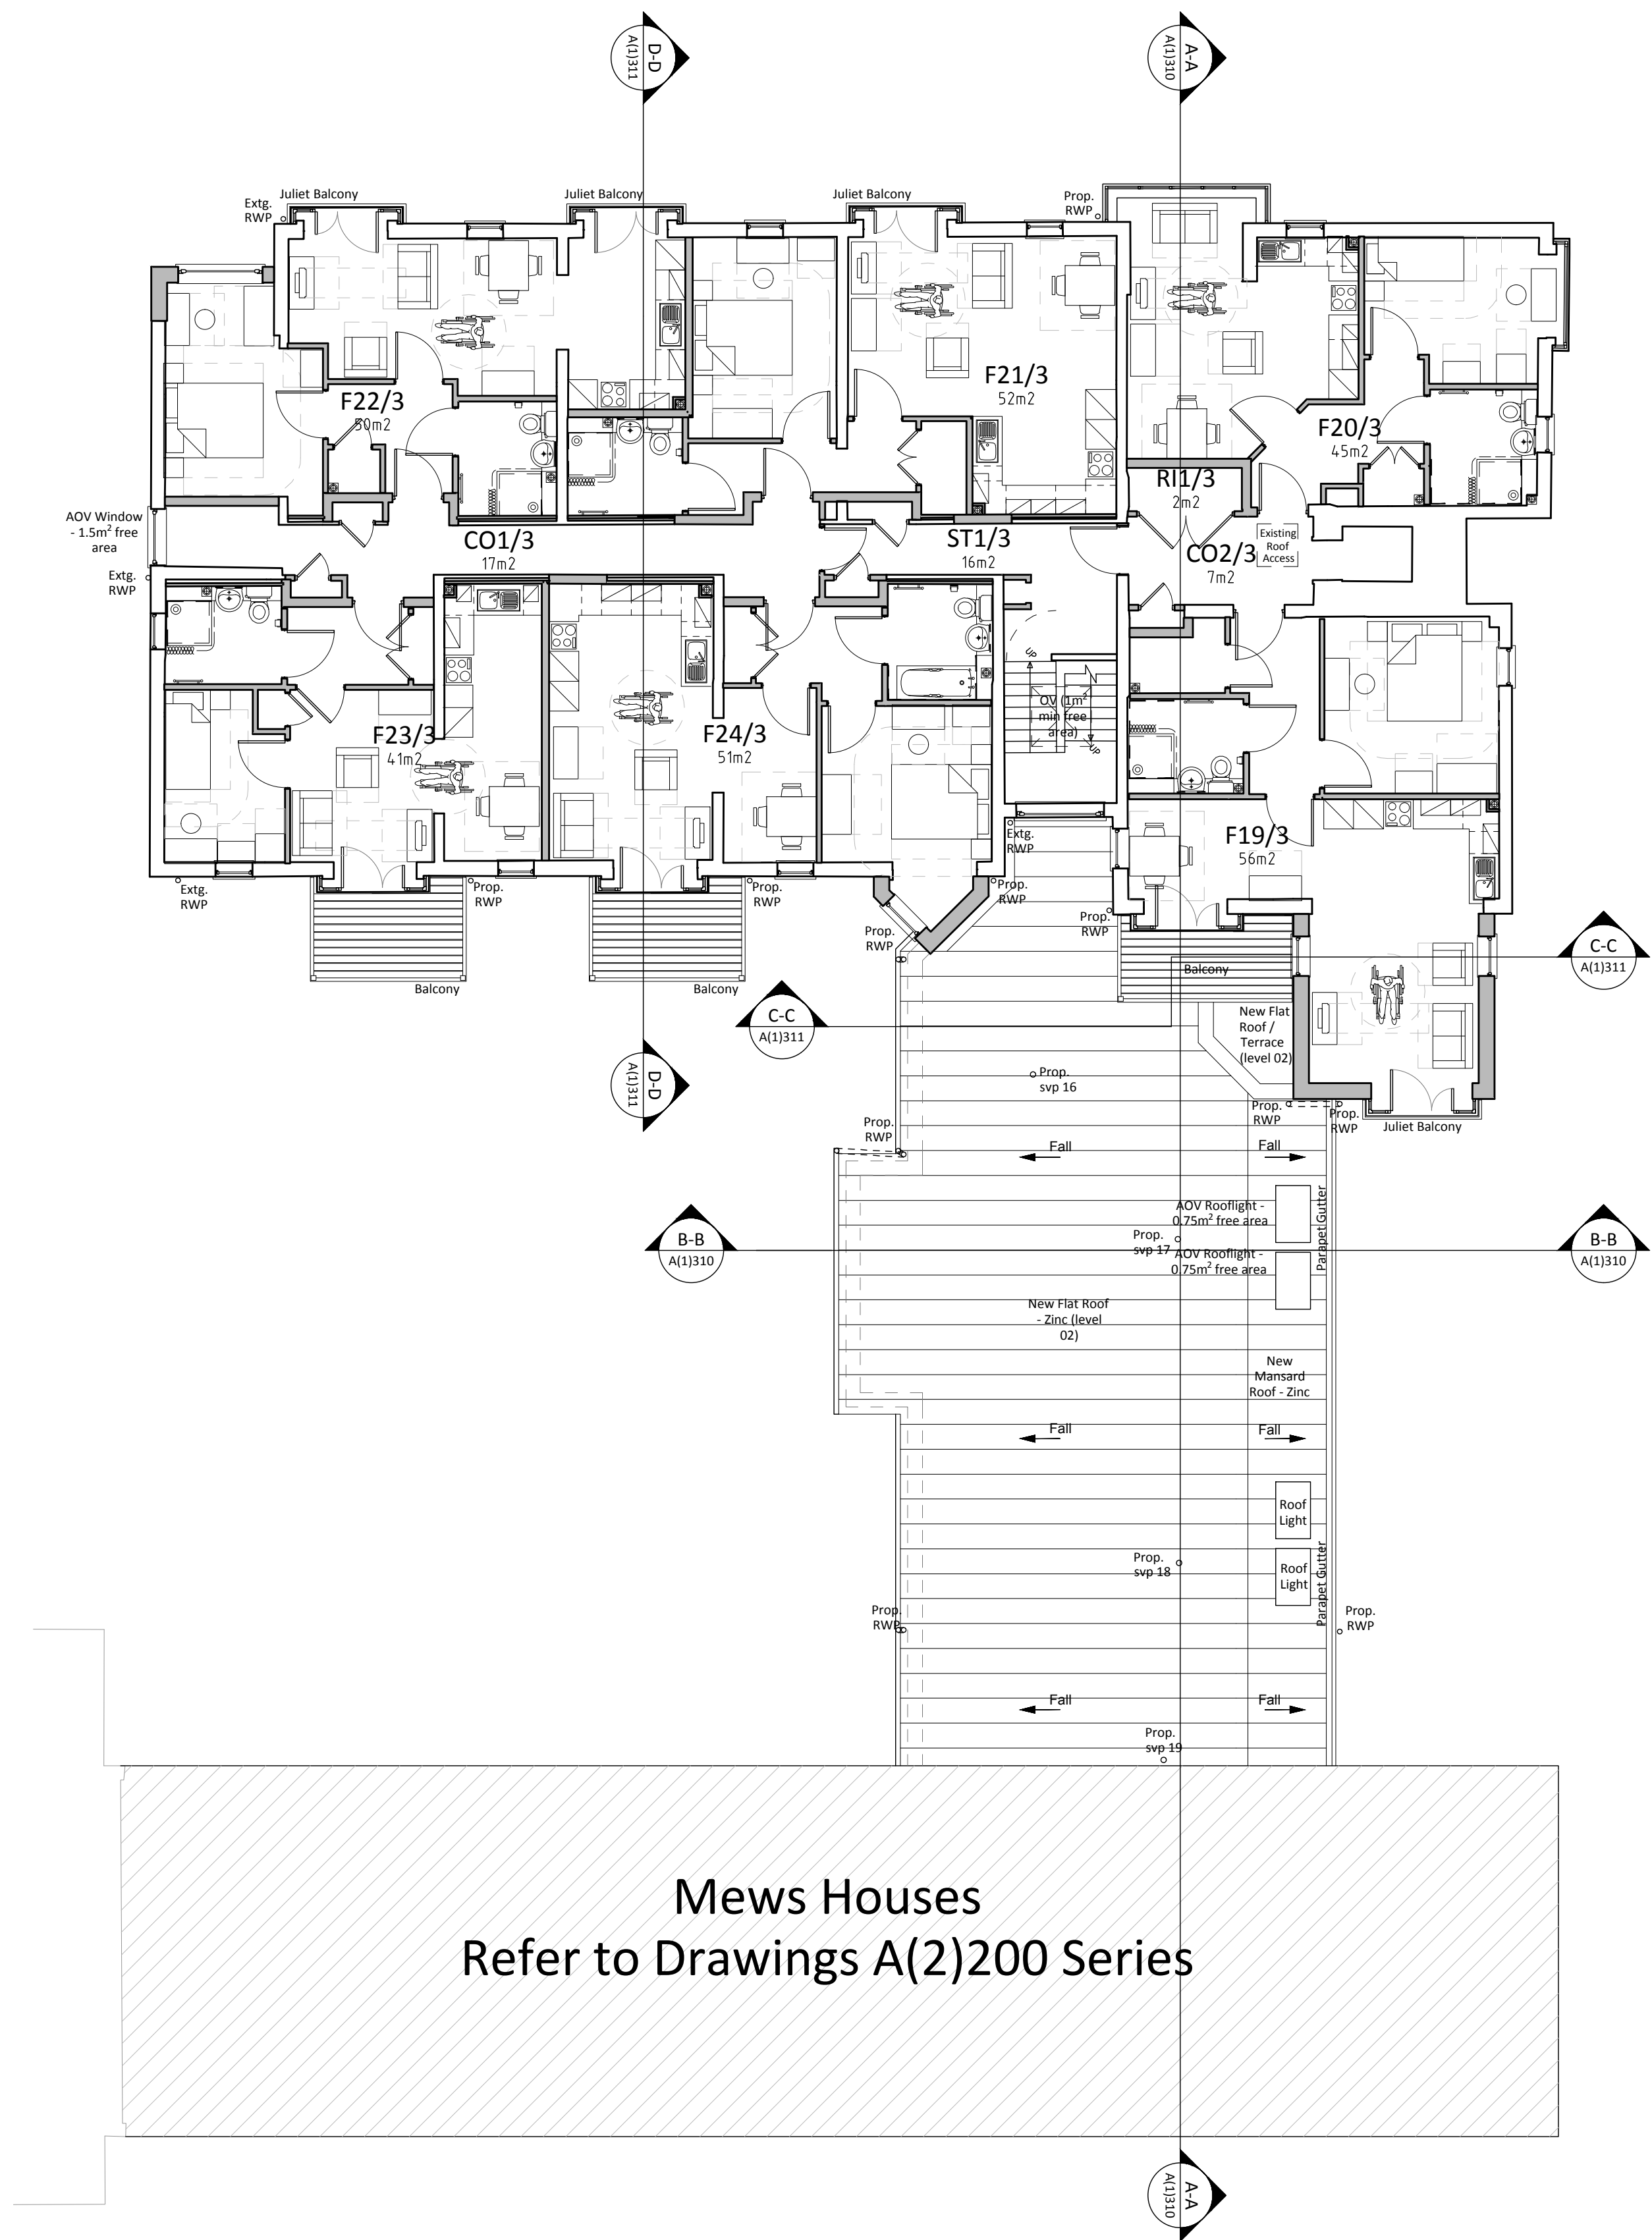 D-D
A(1)311
A-A
A(1)310
Juliet Balcony
Juliet Balcony
Juliet Balcony
Extg.
RWP
Prop.
RWP
F22/3
50m2
F21/3
52m2
F20/3
45m2
RI1/3
2m2
AOV Window
- 1.5m² free
area
Extg.
RWP
CO1/3
17m2
ST1/3
16m2
CO2/3
7m2
Existing
Roof
Access
UP
OV (1m²
min free
area)
UP
F23/3
41m2
F24/3
51m2
F19/3
56m2
Extg.
RWP
Extg.
RWP
Prop.
RWP
Prop.
RWP
Prop.
RWP
Prop.
RWP
Prop.
RWP
Balcony
Balcony
Balcony
C-C
A(1)311
C-C
A(1)311
New Flat
Roof /
Terrace
(level 02)
D-D
A(1)311
Prop.
svp 16
Prop.
RWP
Prop.
RWP
Juliet Balcony
Prop.
RWP
Fall
Fall
AOV Rooflight -
0.75m² free area
Parapet Gutter
B-B
A(1)310
Prop.
svp 17
AOV Rooflight -
0.75m² free area
B-B
A(1)310
New Flat Roof
- Zinc (level
02)
New
Mansard
Roof - Zinc
Fall
Fall
Roof
Light
Prop.
svp 18
Roof
Light
Parapet Gutter
Prop.
RWP
Prop.
RWP
Fall
Fall
Prop.
svp 19
Mews Houses
Refer to Drawings A(2)200 Series
A-A
A(1)310